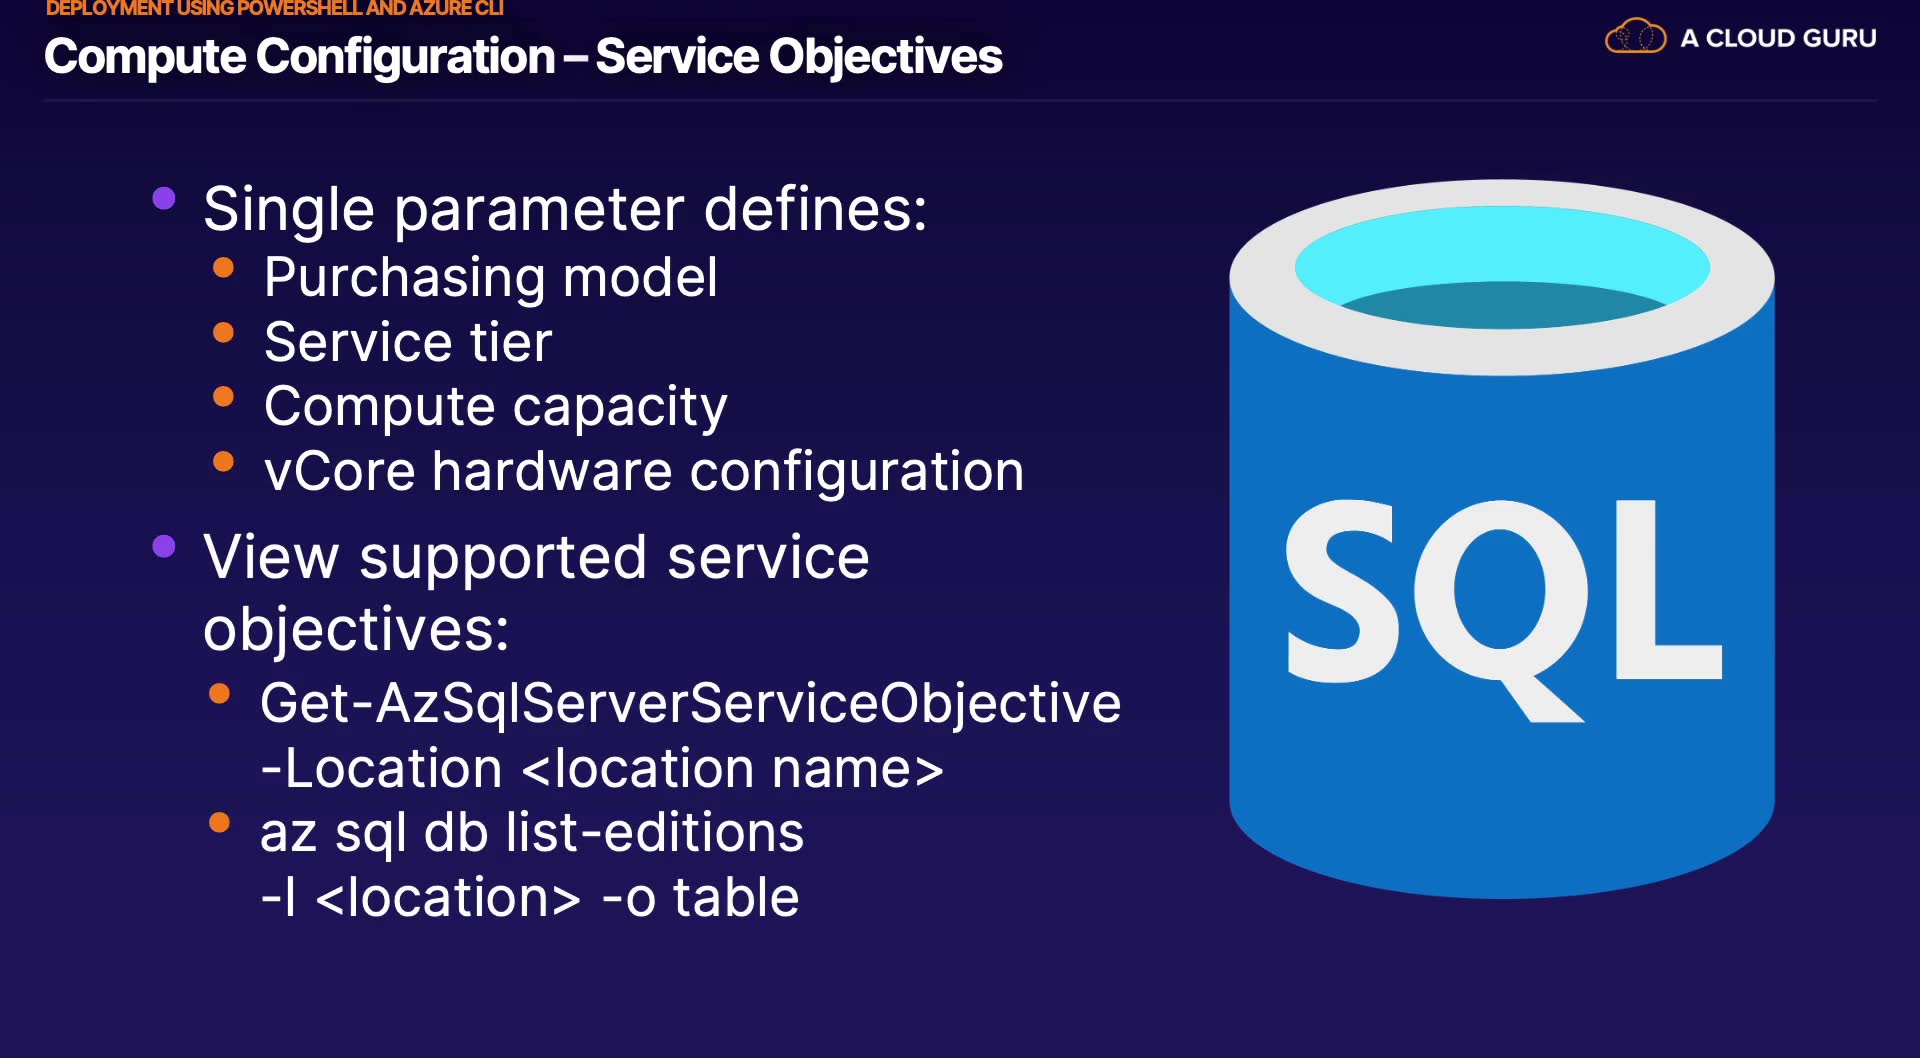 DEPLOYMENT USING POWERSHELL AND AZURE CLI
Compute Configuration – Service Objectives
A CLOUD GURU
Single parameter defines:
Purchasing model
Service tier
Compute capacity
vCore hardware configuration
View supported service
objectives:
Get-AzSqlServerServiceObjective
-Location <location name>
az sql db list-editions
-l <location> -o table
SQL